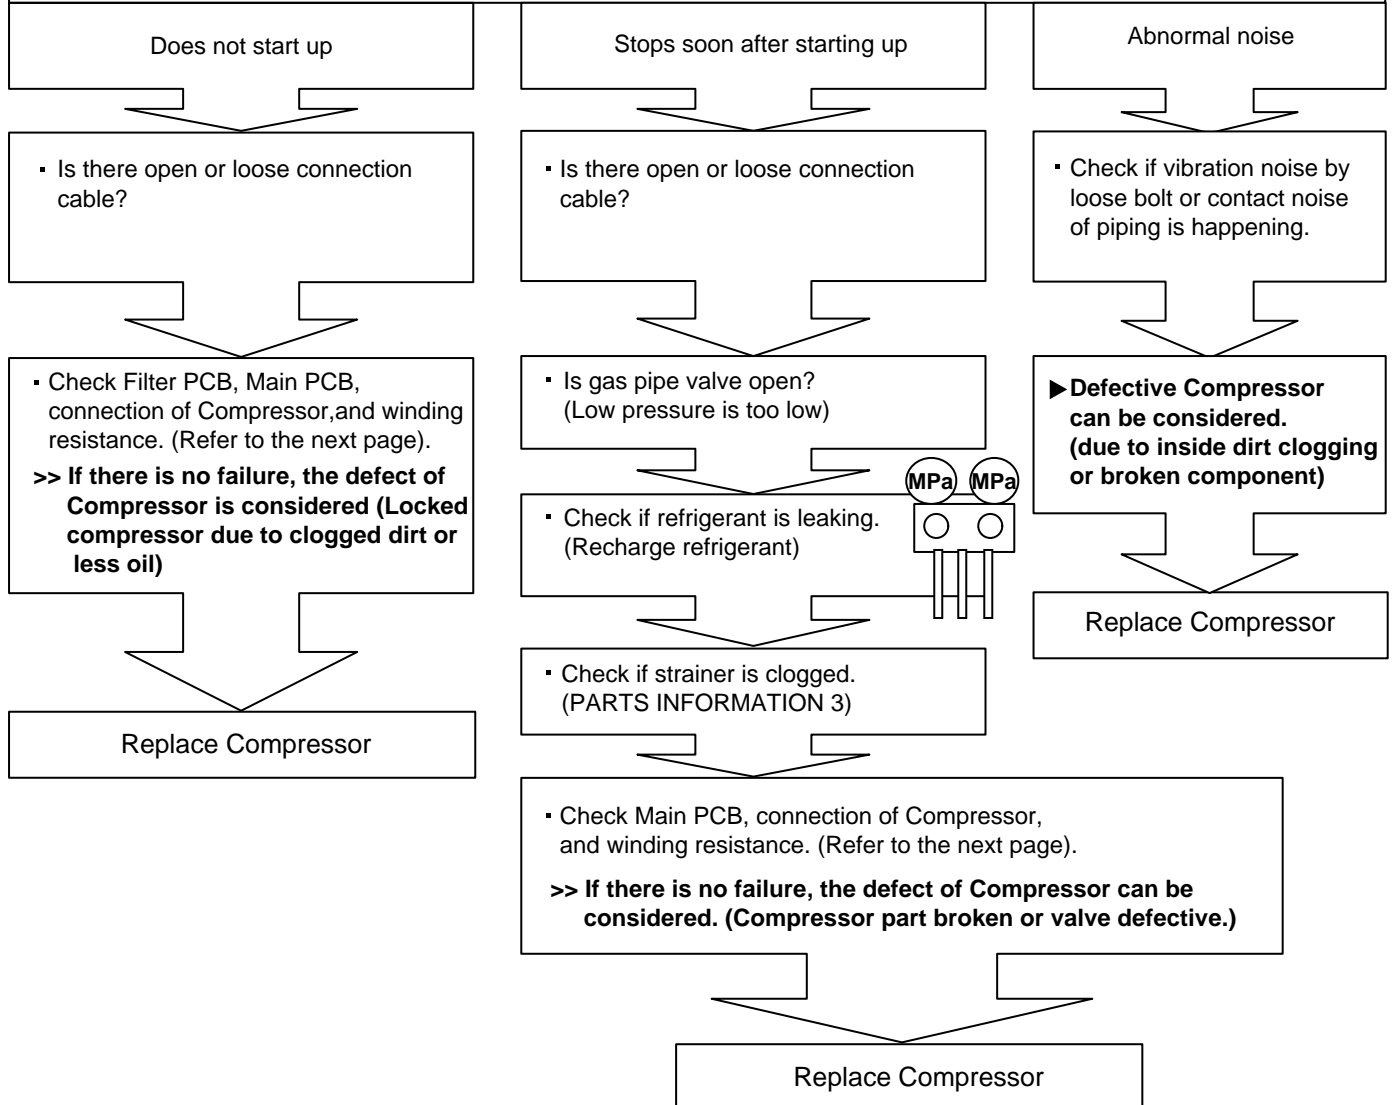 Does not start up
▪ Is there open or loose connection
cable?
▪ Check Filter PCB, Main PCB,
connection of Compressor,and winding
resistance. (Refer to the next page).
>> If there is no failure, the defect of
Compressor is considered (Locked
compressor due to clogged dirt or
less oil)
Replace Compressor
Stops soon after starting up
▪ Is there open or loose connection
cable?
▪ Is gas pipe valve open?
(Low pressure is too low)
▪ Check if refrigerant is leaking.
(Recharge refrigerant)
MPa MPa
▪ Check if strainer is clogged.
(PARTS INFORMATION 3)
▪ Check Main PCB, connection of Compressor,
and winding resistance. (Refer to the next page).
>> If there is no failure, the defect of Compressor can be
considered. (Compressor part broken or valve defective.)
Replace Compressor
Abnormal noise
▪ Check if vibration noise by
loose bolt or contact noise
of piping is happening.
▶Defective Compressor
can be considered.
(due to inside dirt clogging
or broken component)
Replace Compressor